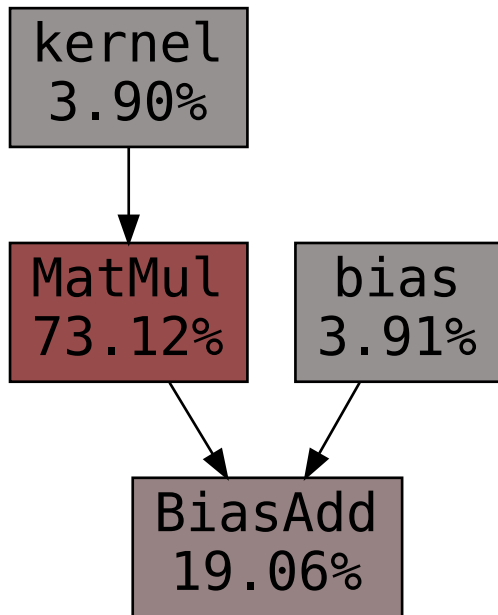 kernel
3.90%
MatMul
73.12%
bias
3.91%
BiasAdd
19.06%